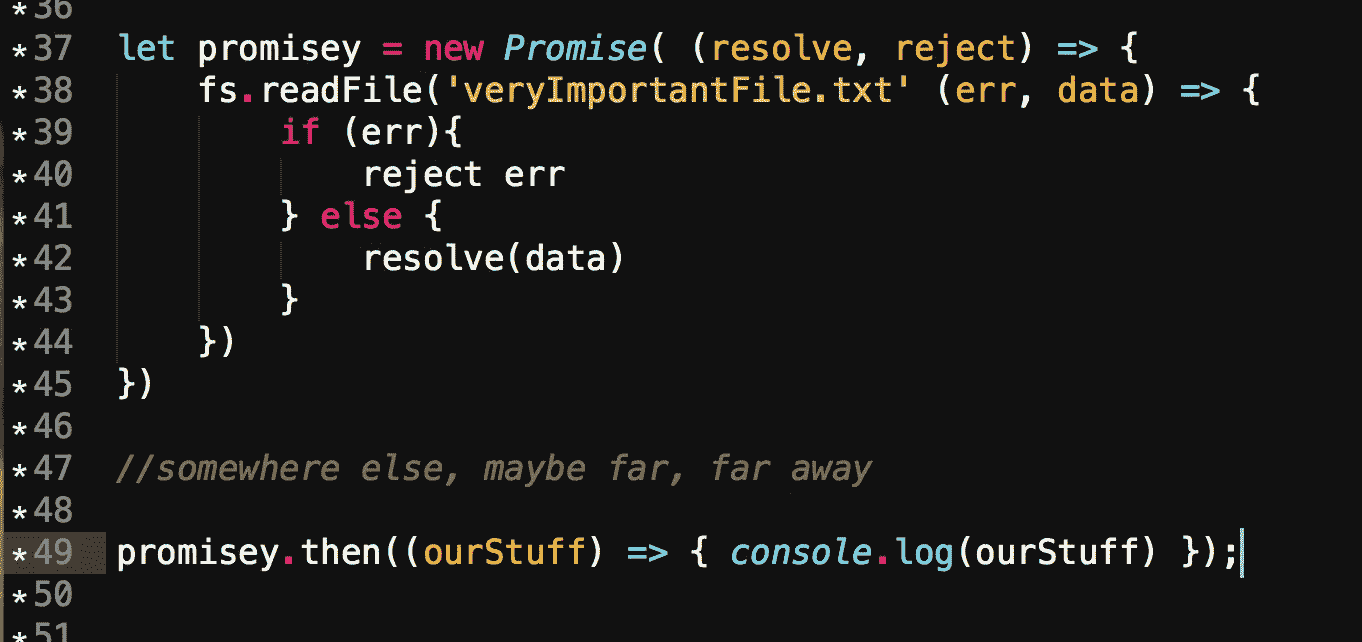 *36
*37 let promisey = new Promise( (resolve, reject) => {
*38     fs.readFile('veryImportantFile.txt' (err, data) => {
*39         if (err){
*40             reject err
*41         } else {
*42             resolve(data)
*43         }
*44     })
*45 })
*46
*47 //somewhere else, maybe far, far away
*48
*49 promisey.then((ourStuff) => { console.log(ourStuff) });
*50
*51